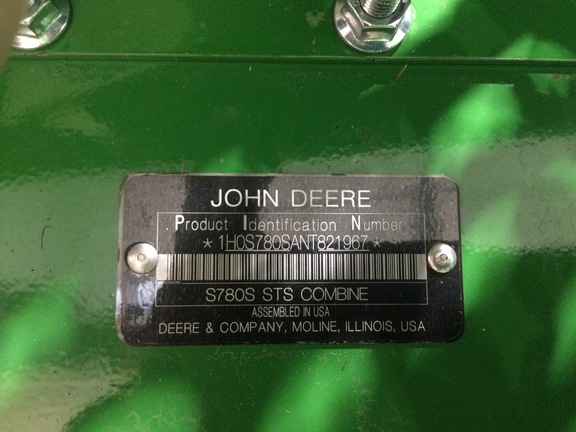 JOHN DEERE
Product Identification Number
*1H0S780SANT821967*
S780S STS COMBINE
ASSEMBLED IN USA
DEERE & COMPANY, MOLINE, ILLINOIS, USA